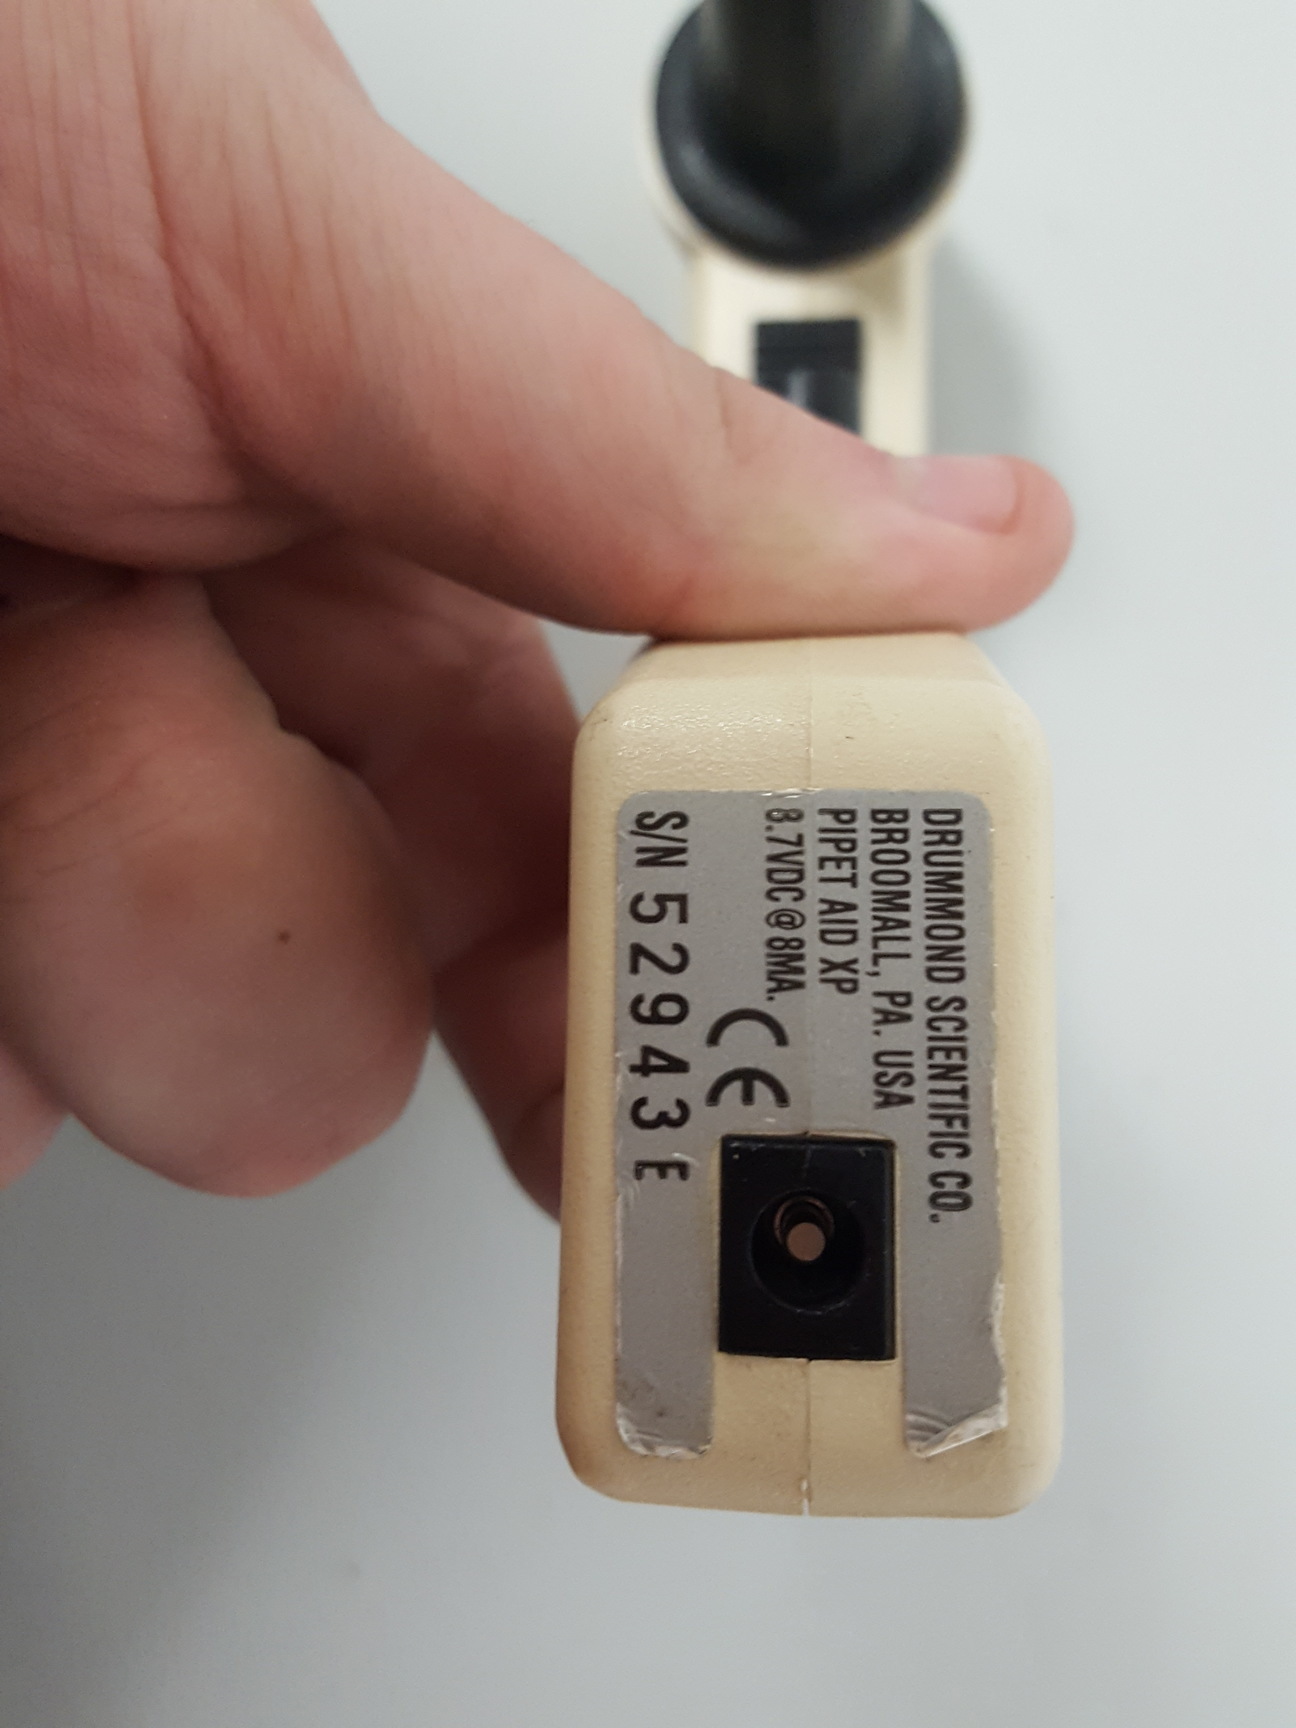 DRUMMOND SCIENTIFIC CO.
BROOMALL, PA. USA
PIPET AID XP
8.7VDC@8MA.
CE
S/N 52943 E